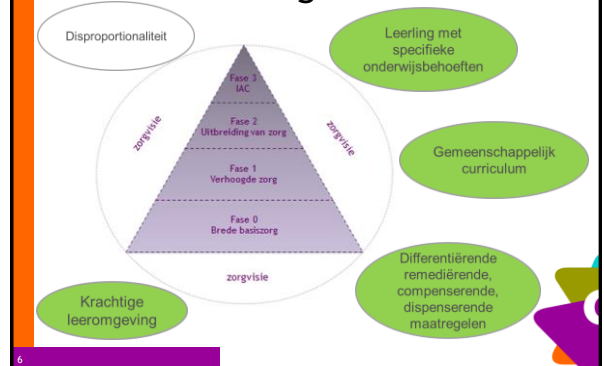 Disproportionaliteit
Leerling met
specifieke
onderwijsbehoeften
Fase 3
IAC
Fase 2
Uitbreiding van zorg
zorgvisie
zorgvisie
Fase 1
Verhoogde zorg
Gemeenschappelijk
curriculum
Fase 0
Brede basiszorg
zorgvisie
Differentiërende
remediërende,
compenserende,
dispenserende
maatregelen
Krachtige
leeromgeving
6